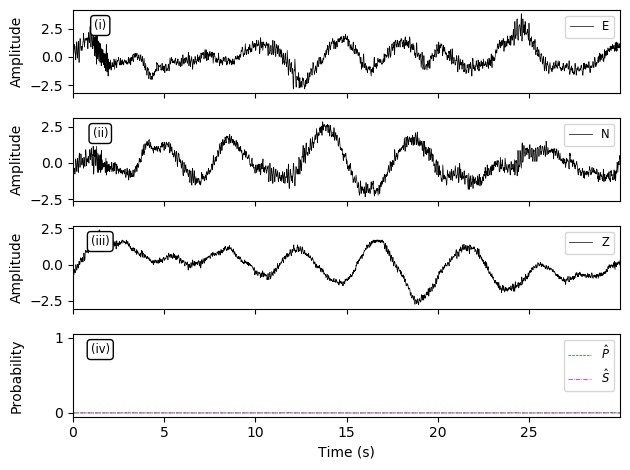 (i)
E
Amplitude
2.5
0.0
−2.5
(ii)
N
Amplitude
2.5
0.0
−2.5
(iii)
Z
Amplitude
2.5
0.0
−2.5
(iv)
P̂
Ŝ
Probability
1
0
0 5 10 15 20 25
Time (s)